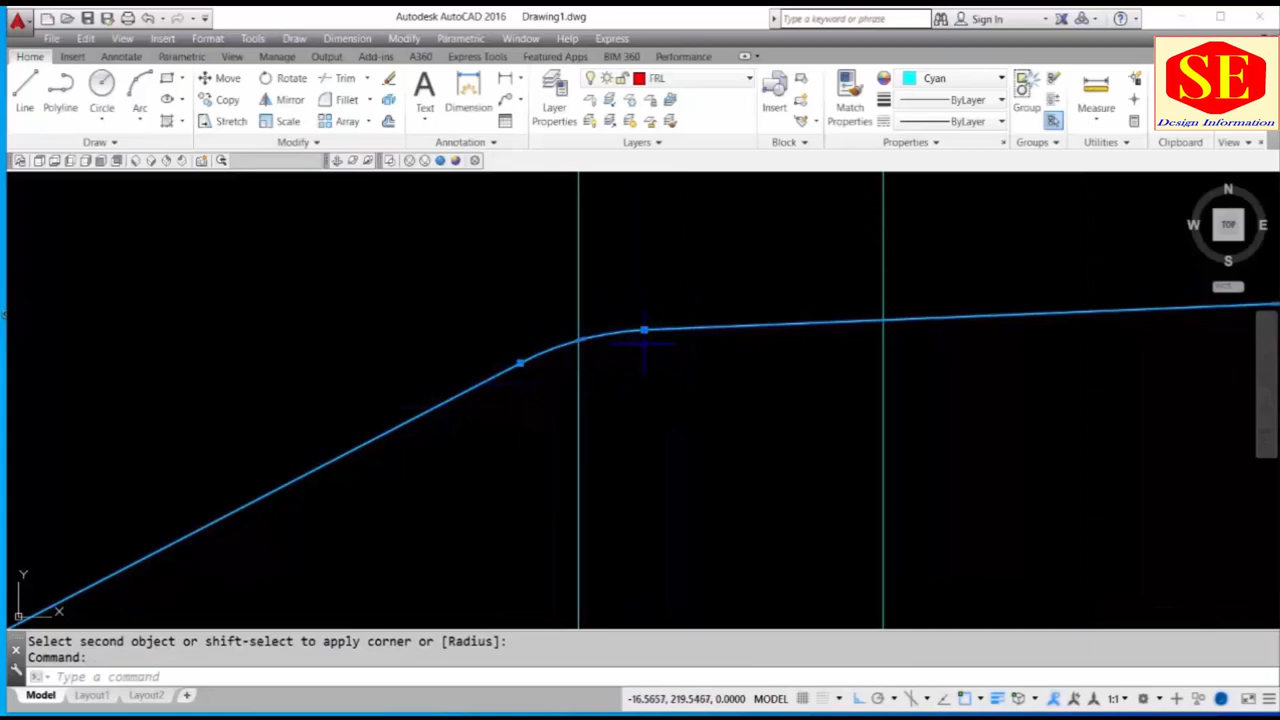 Autodesk AutoCAD 2016 Drawing1.dwg
Type a keyword or phrase
Sign In
File Edit View Insert Format Tools Draw Dimension Modify Parametric Window Help Express
Home Insert Annotate Parametric View Manage Output Add-ins A360 Express Tools Featured Apps BIM 360 Performance
Line Polyline Circle Arc
Move Rotate Trim
Copy Mirror Fillet
Stretch Scale Array
Text Dimension
Layer Properties
FRL
Insert
Match Properties
Cyan
ByLayer
ByLayer
Group
Measure
Draw Modify Annotation Layers Block Properties Groups Utilities Clipboard View
SE
Design Information
N
W TOP E
S
Y
X
Select second object or shift-select to apply corner or [Radius]:
Command:
Type a command
Model Layout1 Layout2 +
-16.5657, 219.5467, 0.0000 MODEL 1:1